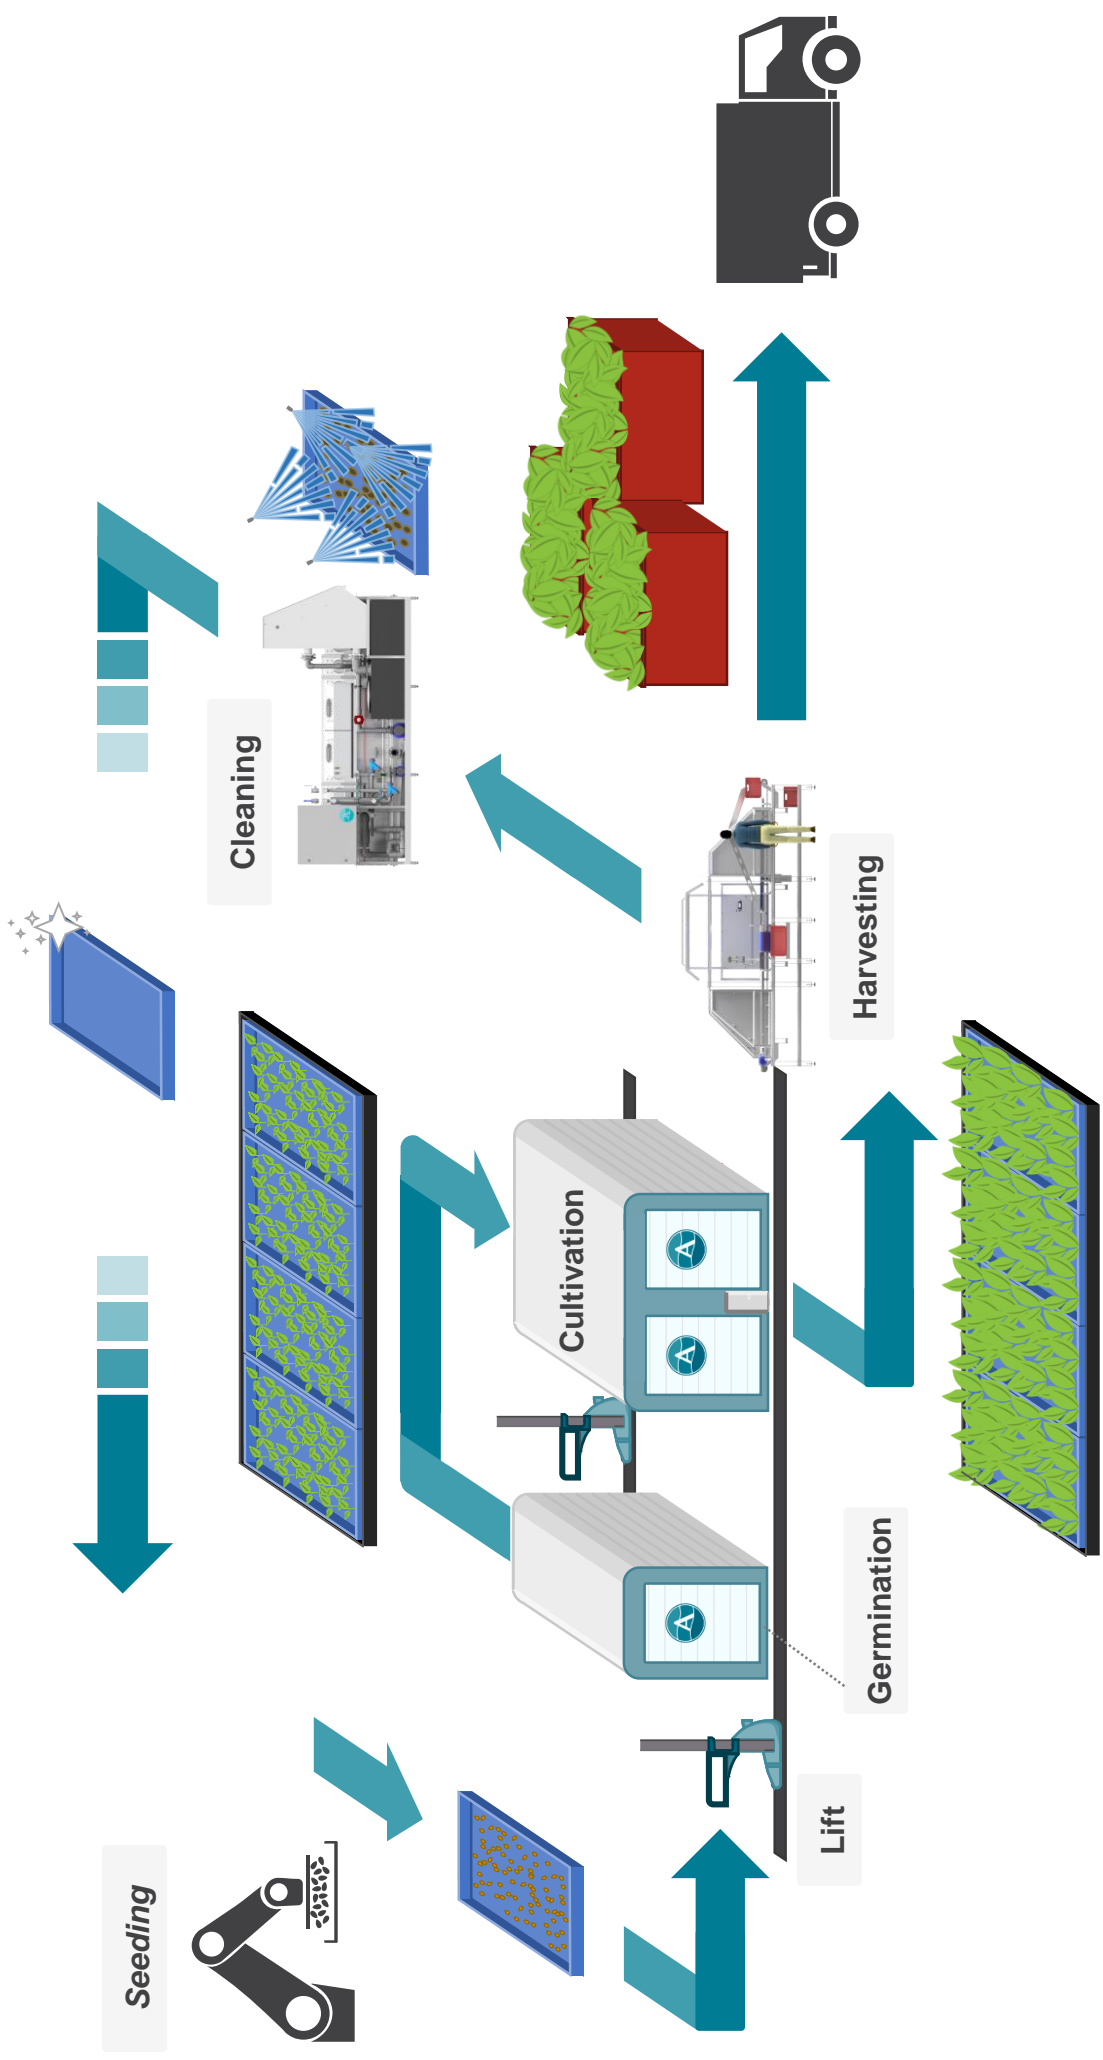 Seeding
Cleaning
Cultivation
A
A
A
Lift
Germination
Harvesting